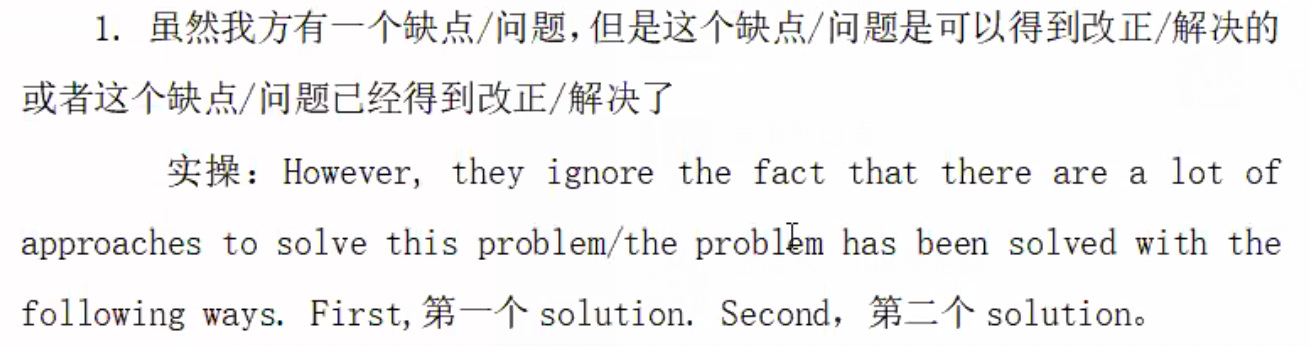 1. 虽然我方有一个缺点/问题,但是这个缺点/问题是可以得到改正/解决的
或者这个缺点/问题已经得到改正/解决了
实操：However, they ignore the fact that there are a lot of
approaches to solve this problem/the problem has been solved with the
following ways. First,第一个 solution. Second，第二个 solution。